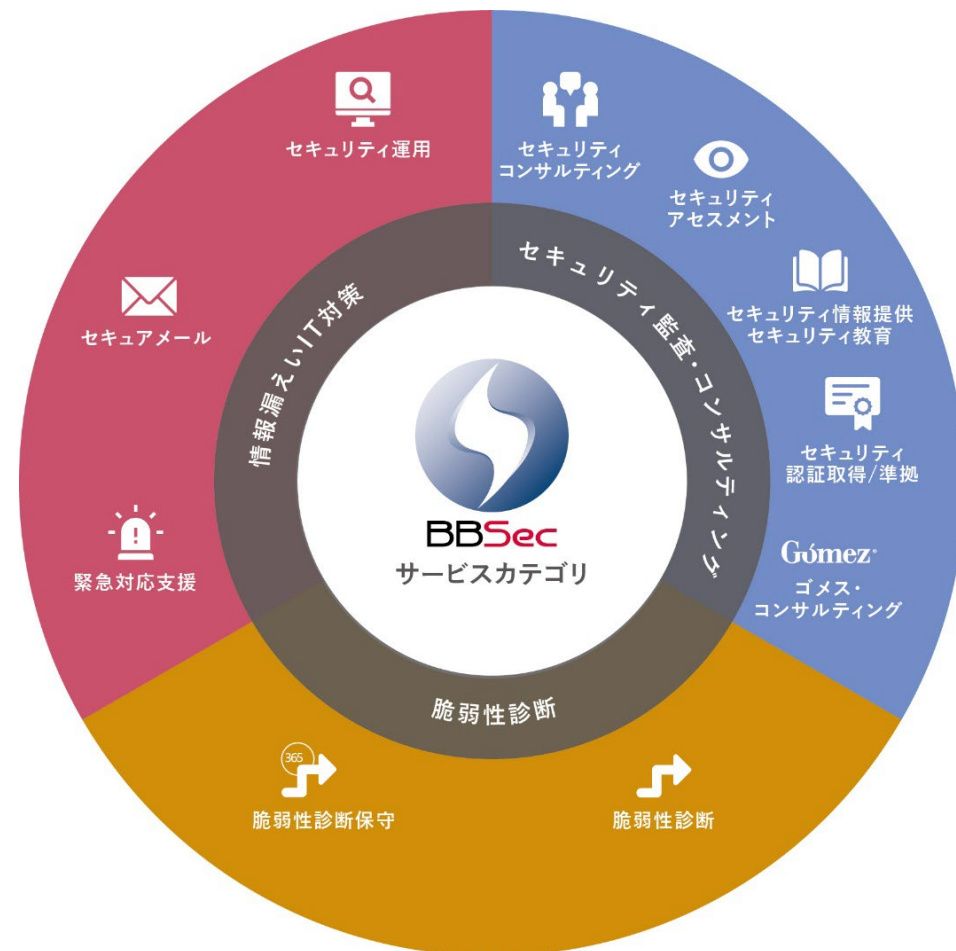 セキュリティ運用
セキュアメール
緊急対応支援
情報漏えいIT対策
セキュリティ
コンサルティング
セキュリティ
アセスメント
セキュリティ情報提供
セキュリティ教育
セキュリティ
認証取得/準拠
Gómez
ゴメス・
コンサルティング
セキュリティ監査・コンサルティング
BBSec
サービスカテゴリ
脆弱性診断
365
脆弱性診断保守
脆弱性診断